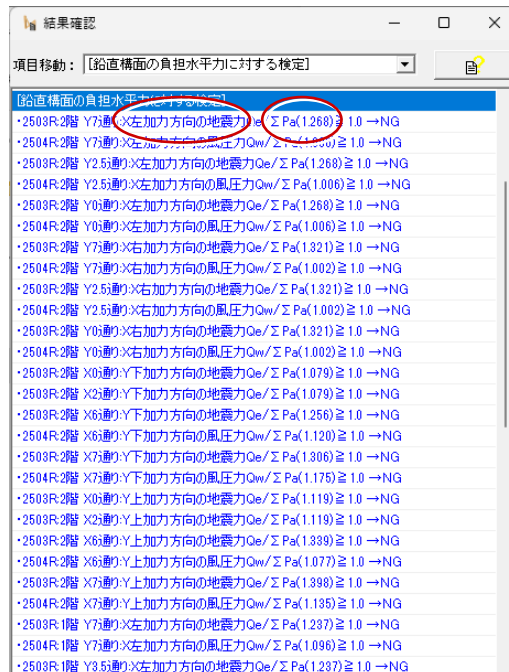 結果確認
項目移動： [鉛直構面の負担水平力に対する検定]
[鉛直構面の負担水平力に対する検定]
・2503R:2階 Y7通り:X左加力方向の地震力Qe/ΣPa(1.268)≧1.0 →NG
・2504R:2階 Y7通り:X左加力方向の風圧力Qw/ΣPa(1.006)≧1.0 →NG
・2503R:2階 Y2.5通り:X左加力方向の地震力Qe/ΣPa(1.268)≧1.0 →NG
・2504R:2階 Y2.5通り:X左加力方向の風圧力Qw/ΣPa(1.006)≧1.0 →NG
・2503R:2階 Y0通り:X左加力方向の地震力Qe/ΣPa(1.268)≧1.0 →NG
・2504R:2階 Y0通り:X左加力方向の風圧力Qw/ΣPa(1.006)≧1.0 →NG
・2503R:2階 Y7通り:X右加力方向の地震力Qe/ΣPa(1.321)≧1.0 →NG
・2504R:2階 Y7通り:X右加力方向の風圧力Qw/ΣPa(1.002)≧1.0 →NG
・2503R:2階 Y2.5通り:X右加力方向の地震力Qe/ΣPa(1.321)≧1.0 →NG
・2504R:2階 Y2.5通り:X右加力方向の風圧力Qw/ΣPa(1.002)≧1.0 →NG
・2503R:2階 Y0通り:X右加力方向の地震力Qe/ΣPa(1.321)≧1.0 →NG
・2504R:2階 Y0通り:X右加力方向の風圧力Qw/ΣPa(1.002)≧1.0 →NG
・2503R:2階 X0通り:Y下加力方向の地震力Qe/ΣPa(1.079)≧1.0 →NG
・2503R:2階 X2通り:Y下加力方向の地震力Qe/ΣPa(1.079)≧1.0 →NG
・2503R:2階 X6通り:Y下加力方向の地震力Qe/ΣPa(1.256)≧1.0 →NG
・2504R:2階 X6通り:Y下加力方向の風圧力Qw/ΣPa(1.120)≧1.0 →NG
・2503R:2階 X7通り:Y下加力方向の地震力Qe/ΣPa(1.306)≧1.0 →NG
・2504R:2階 X7通り:Y下加力方向の風圧力Qw/ΣPa(1.175)≧1.0 →NG
・2503R:2階 X0通り:Y上加力方向の地震力Qe/ΣPa(1.119)≧1.0 →NG
・2503R:2階 X2通り:Y上加力方向の地震力Qe/ΣPa(1.119)≧1.0 →NG
・2503R:2階 X6通り:Y上加力方向の地震力Qe/ΣPa(1.339)≧1.0 →NG
・2504R:2階 X6通り:Y上加力方向の風圧力Qw/ΣPa(1.077)≧1.0 →NG
・2503R:2階 X7通り:Y上加力方向の地震力Qe/ΣPa(1.398)≧1.0 →NG
・2504R:2階 X7通り:Y上加力方向の風圧力Qw/ΣPa(1.135)≧1.0 →NG
・2503R:1階 Y7通り:X左加力方向の地震力Qe/ΣPa(1.237)≧1.0 →NG
・2504R:1階 Y7通り:X左加力方向の風圧力Qw/ΣPa(1.096)≧1.0 →NG
・2503R:1階 Y3.5通り:X左加力方向の地震力Qe/ΣPa(1.237)≧1.0 →NG